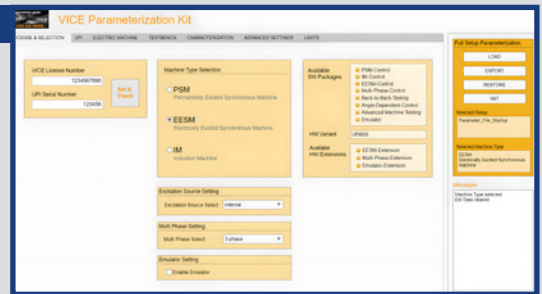 VICE Parameterization Kit
LICENSE & SELECTION UPI ELECTRIC MACHINE TESTBENCH CHARACTERIZATION ADVANCED SETTINGS LIMITS
VICE License Number
1234567890
UPI Serial Number
123456
Set &
Check
Machine Type Selection
PSM
Permanently Excited Synchronous Machine
EESM
Electrically Excited Synchronous Machine
IM
Induction Machine
Excitation Source Setting
Excitation Source Select internal
Multi Phase Setting
Multi Phase Select 3-phase
Emulator Setting
Enable Emulator
Available
SW Packages
PSM-Control
IM-Control
EESM-Control
Multi-Phase-Control
Back-to-Back-Testing
Angle-Dependent-Control
Advanced Machine Testing
Emulator
HW Variant
Available
HW Extensions
EESM-Extension
Multi-Phase-Extension
Emulator-Extension
Full Setup Parameterization
LOAD
EXPORT
RESTORE
INIT
Selected Setup
Parameter_File_Startup
Selected Machine Type
EESM
Electrically Excited Synchronous
Machine
Messages
Machine Type selected
EM Data cleared